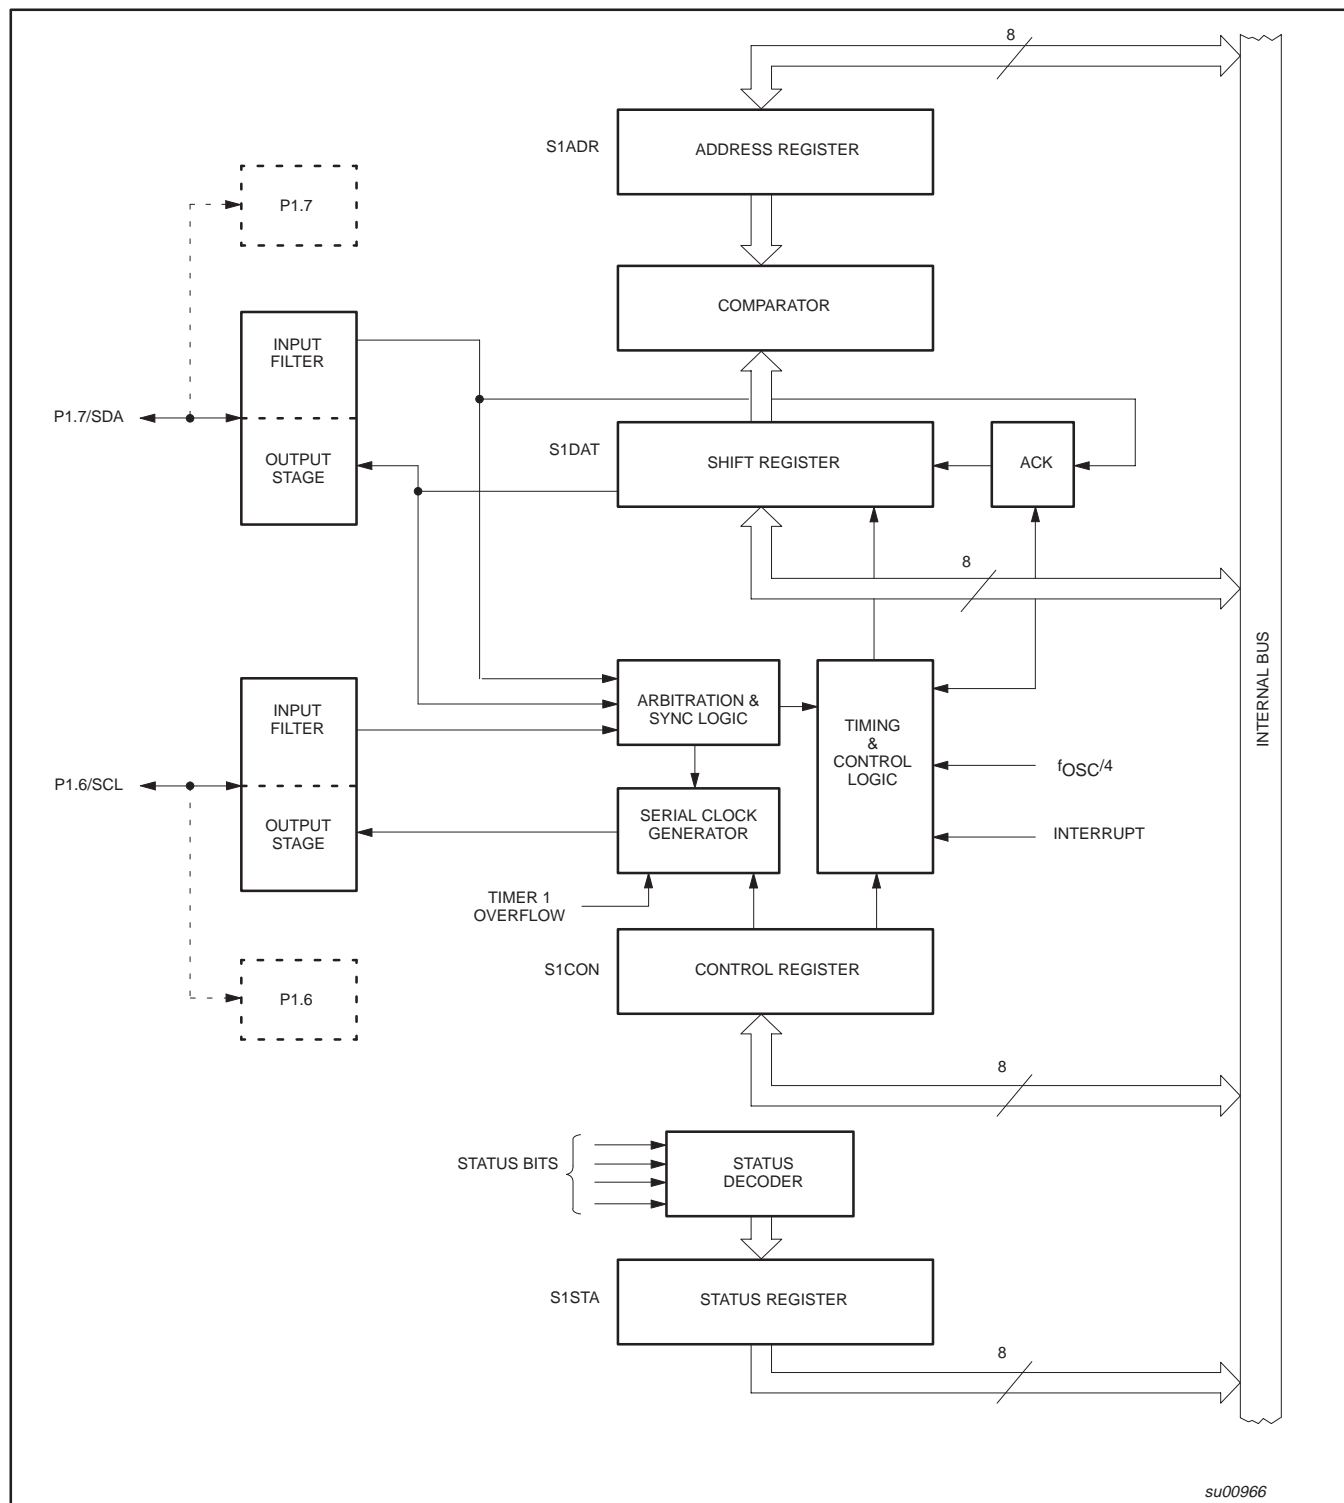 8
S1ADR
ADDRESS REGISTER
P1.7
COMPARATOR
INPUT
FILTER
P1.7/SDA
OUTPUT
STAGE
S1DAT
SHIFT REGISTER
ACK
8
INTERNAL BUS
INPUT
FILTER
ARBITRATION &
SYNC LOGIC
TIMING
&
CONTROL
LOGIC
fOSC/4
P1.6/SCL
OUTPUT
STAGE
SERIAL CLOCK
GENERATOR
INTERRUPT
TIMER 1
OVERFLOW
S1CON
CONTROL REGISTER
P1.6
8
STATUS BITS
STATUS
DECODER
S1STA
STATUS REGISTER
8
su00966